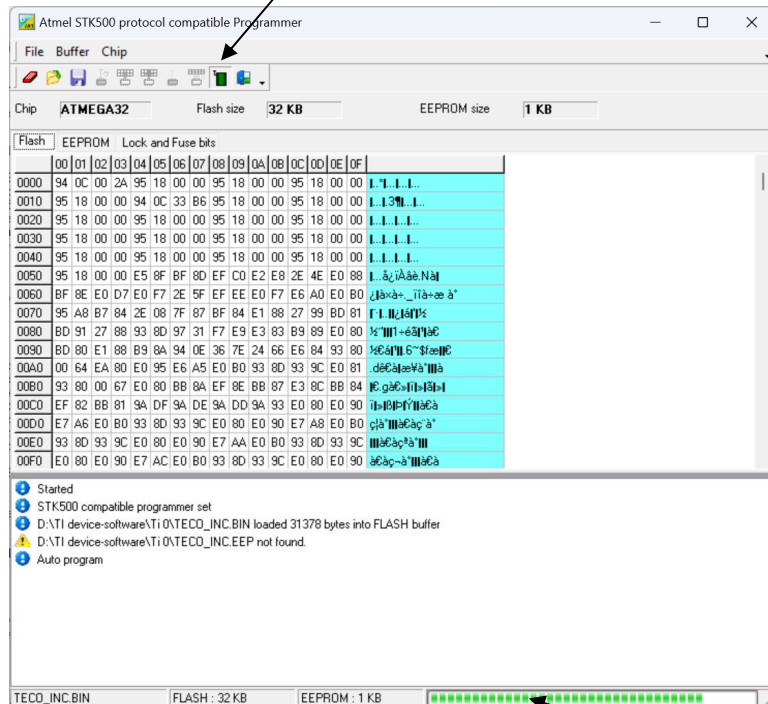 Atmel STK500 protocol compatible Programmer
File Buffer Chip
Chip ATMEGA32 Flash size 32 KB EEPROM size 1 KB
Flash EEPROM Lock and Fuse bits
00 01 02 03 04 05 06 07 08 09 0A 0B 0C 0D 0E 0F
0000 94 0C 00 2A 95 18 00 00 95 18 00 00 95 18 00 00
0010 95 18 00 00 94 0C 33 B6 95 18 00 00 95 18 00 00
0020 95 18 00 00 95 18 00 00 95 18 00 00 95 18 00 00
0030 95 18 00 00 95 18 00 00 95 18 00 00 95 18 00 00
0040 95 18 00 00 95 18 00 00 95 18 00 00 95 18 00 00
0050 95 18 00 00 E5 8F BF 8D EF C0 E2 E8 2E 4E E0 88
0060 BF 8E E0 D7 E0 F7 2E 5F EF EE E0 F7 E6 A0 E0 B0
0070 95 A8 B7 84 2E 08 7F 87 BF 84 E1 88 27 99 BD 81
0080 BD 91 27 88 93 8D 97 31 F7 E9 E3 83 B9 89 E0 80
0090 BD 80 E1 88 B9 8A 94 0E 36 7E 24 66 E6 84 93 80
00A0 00 64 EA 80 E0 95 E6 A5 E0 B0 93 8D 93 9C E0 81
00B0 93 80 00 67 E0 80 BB 8A EF 8E BB 87 E3 8C BB 84
00C0 EF 82 BB 81 9A DF 9A DE 9A DD 9A 93 E0 80 E0 90
00D0 E7 A6 E0 B0 93 8D 93 9C E0 80 E0 90 E7 A8 E0 B0
00E0 93 8D 93 9C E0 80 E0 90 E7 AA E0 B0 93 8D 93 9C
00F0 E0 80 E0 90 E7 AC E0 B0 93 8D 93 9C E0 80 E0 90
Started
STK500 compatible programmer set
D:\TI device-software\Ti 0\TECO_INC.BIN loaded 31378 bytes into FLASH buffer
D:\TI device-software\Ti 0\TECO_INC.EEP not found.
Auto program
TECO_INC.BIN FLASH : 32 KB EEPROM : 1 KB